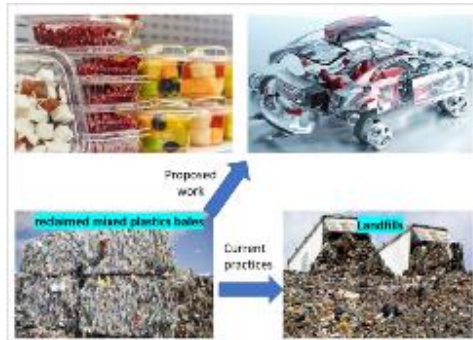 Proposed
work
reclaimed mixed plastics bales
Landfills
Current
practices